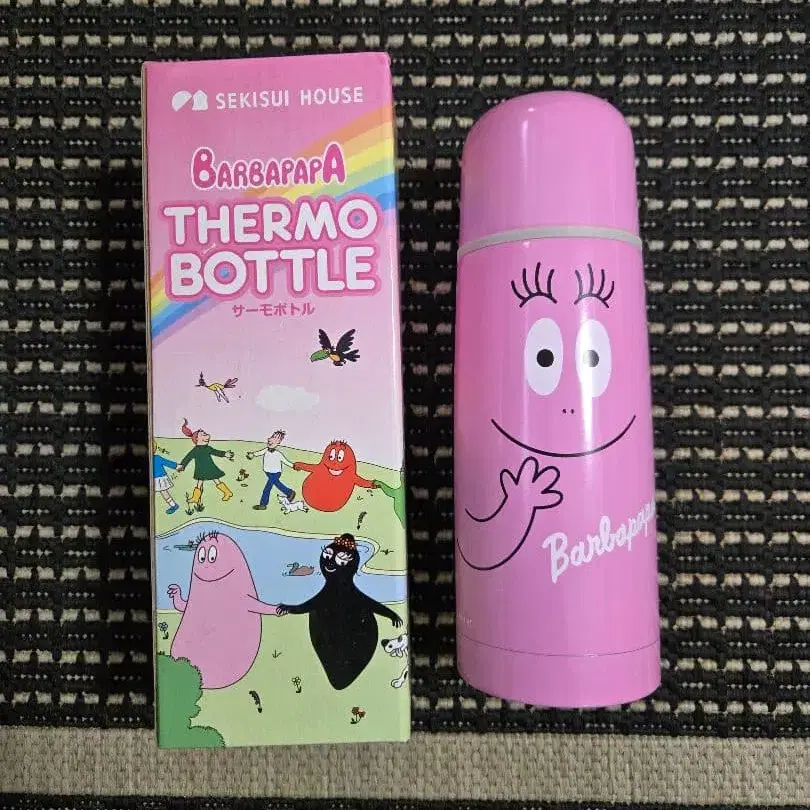 SEKISUI HOUSE
BARBAPAPA
THERMO
BOTTLE
サーモボトル
Barbapapa